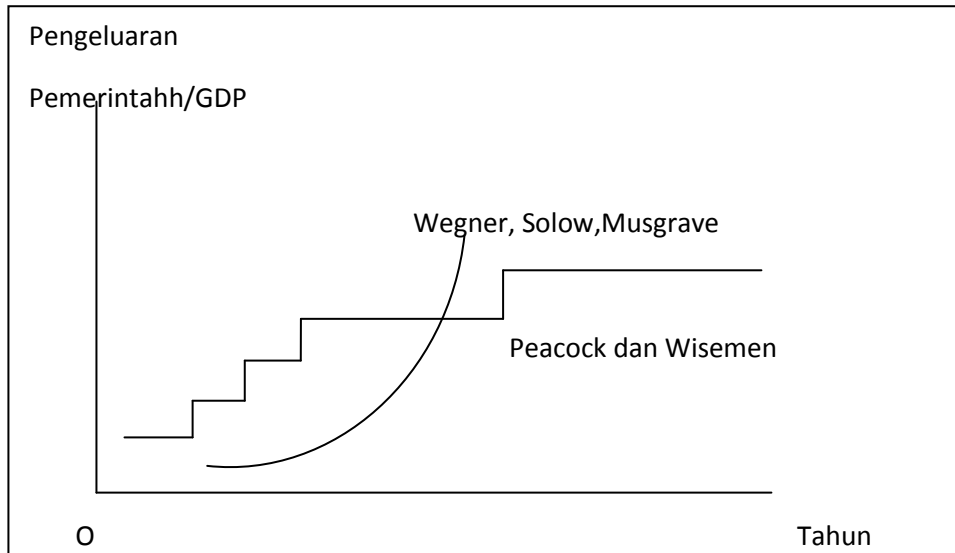 Pengeluaran
Pemerintahh/GDP
Wegner, Solow,Musgrave
Peacock dan Wisemen
O
Tahun